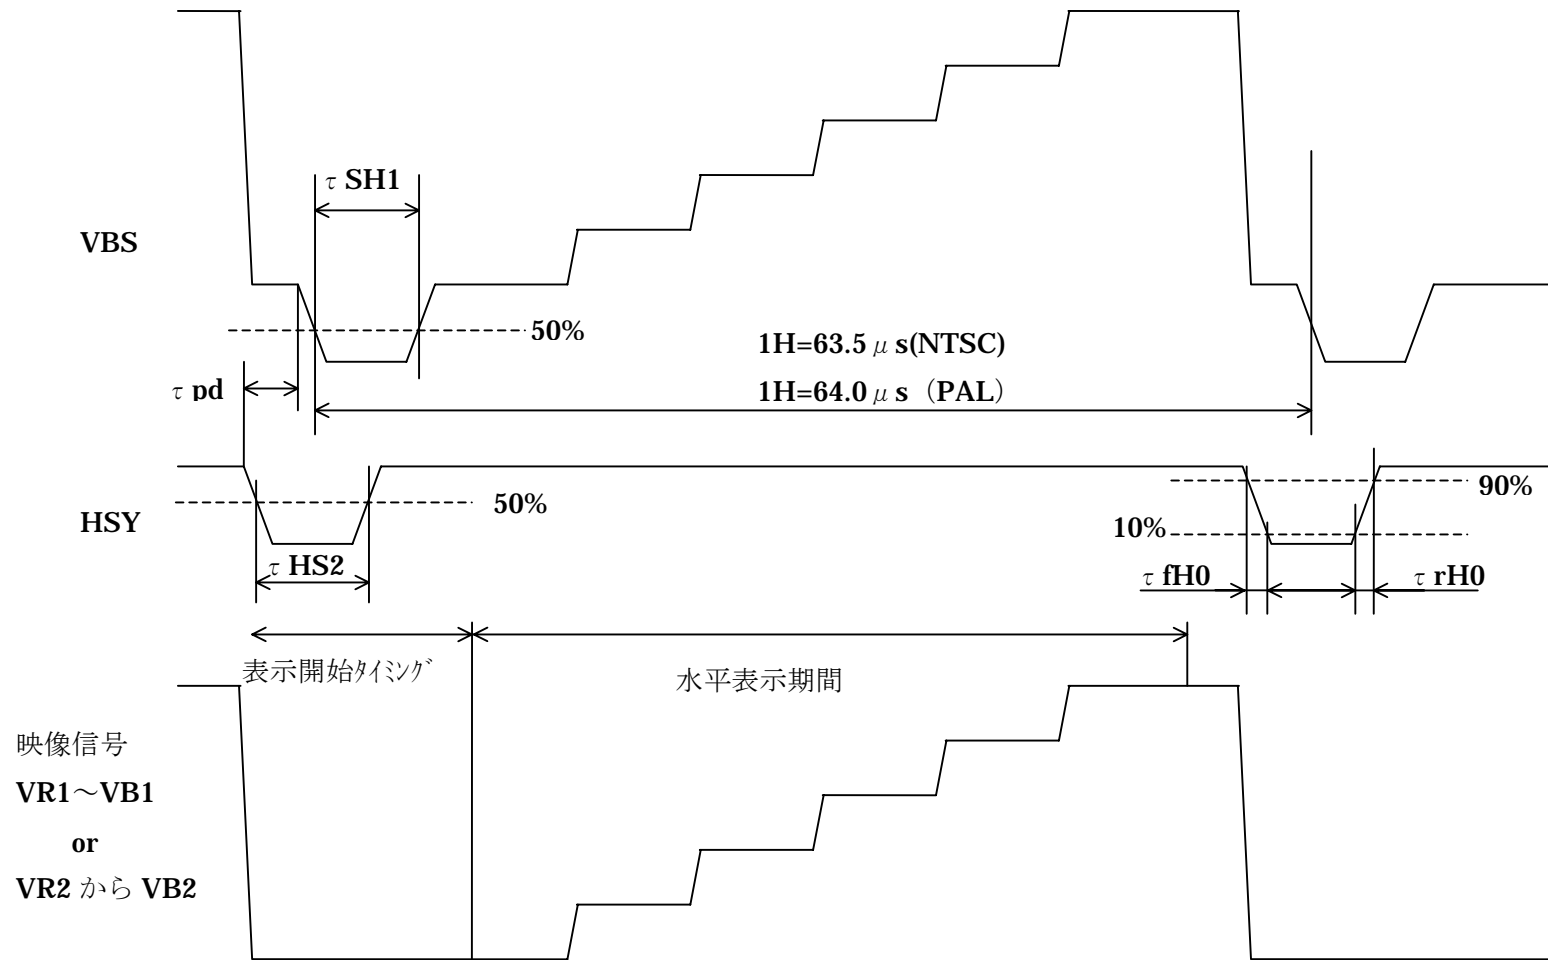 τ SH1
VBS
50%
1H=63.5 μ s(NTSC)
τ pd
1H=64.0 μ s（PAL）
HSY
50%
90%
10%
τ HS2
τ fH0
τ rH0
表示開始ﾀｲﾐﾝｸﾞ
水平表示期間
映像信号
VR1～VB1
or
VR2 から VB2